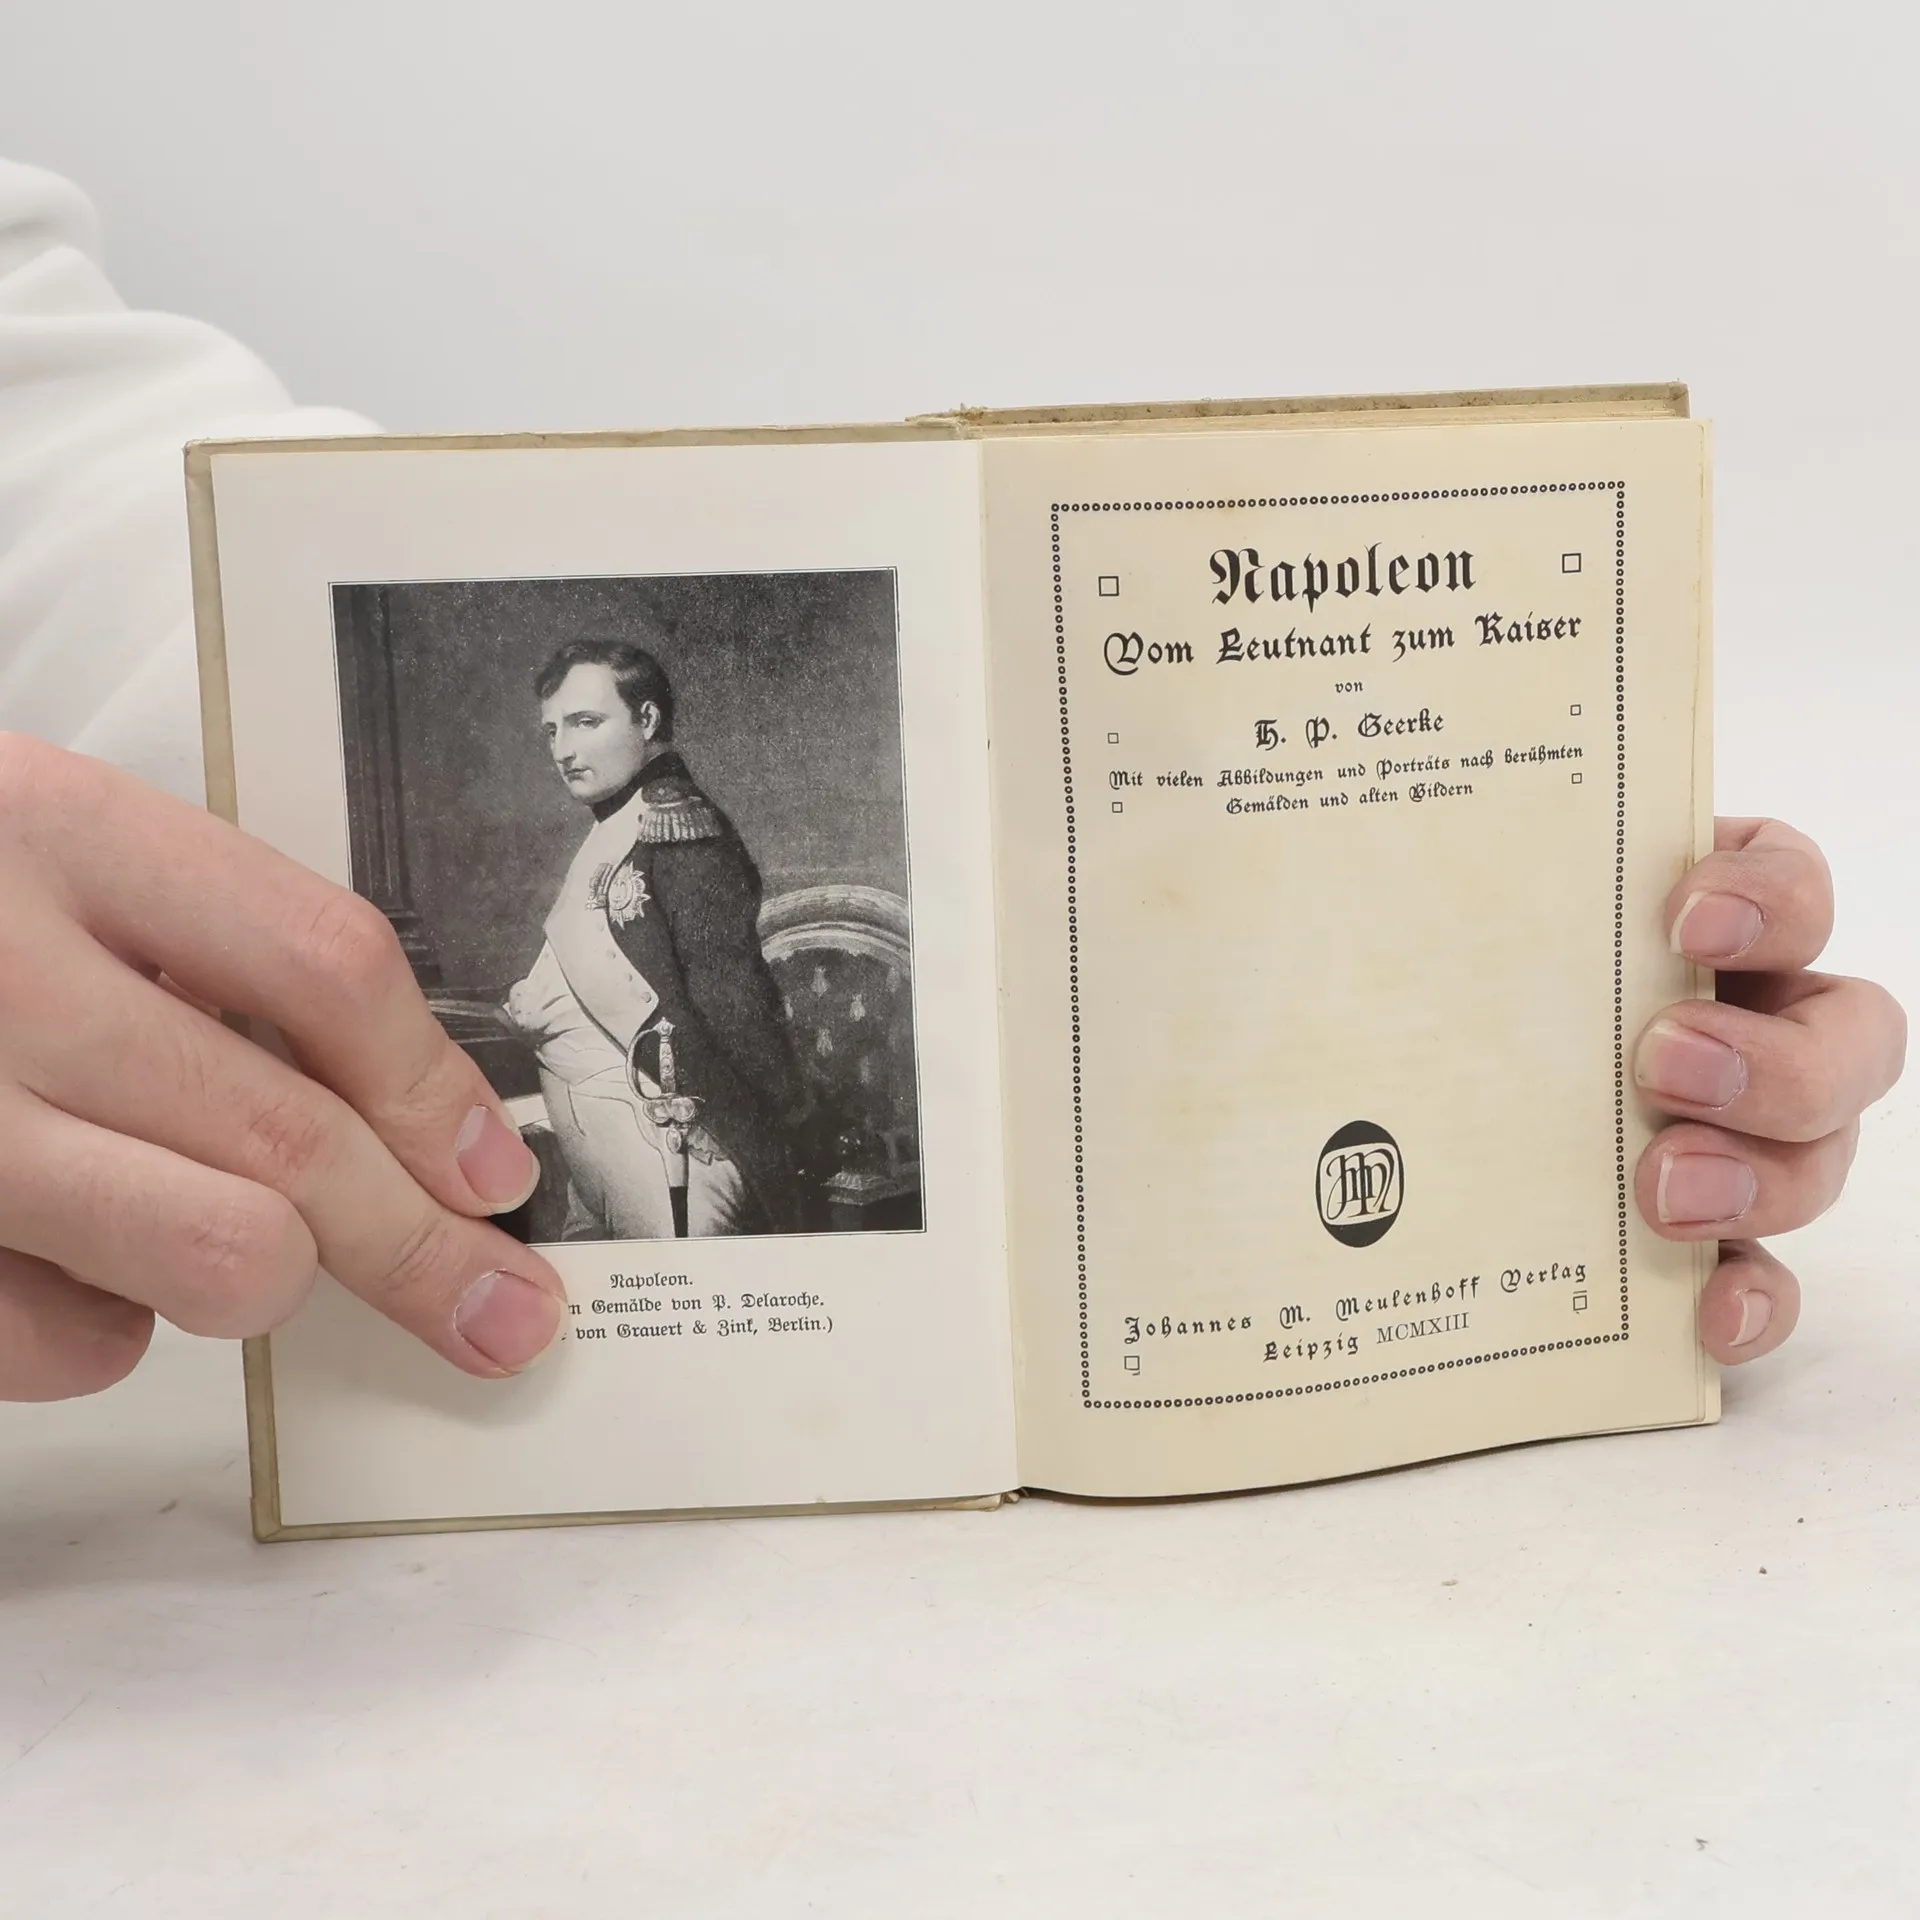 Napoleon.
Gemälde von P. Delaroche.
von Grauert & Zink, Berlin.)
Napoleon
Vom Leutnant zum Kaiser
von
H. P. Geerke
Mit vielen Abbildungen und Porträts nach berühmten
Gemälden und alten Bildern
JMM
Johannes M. Meulenhoff Verlag
Leipzig MCMXIII